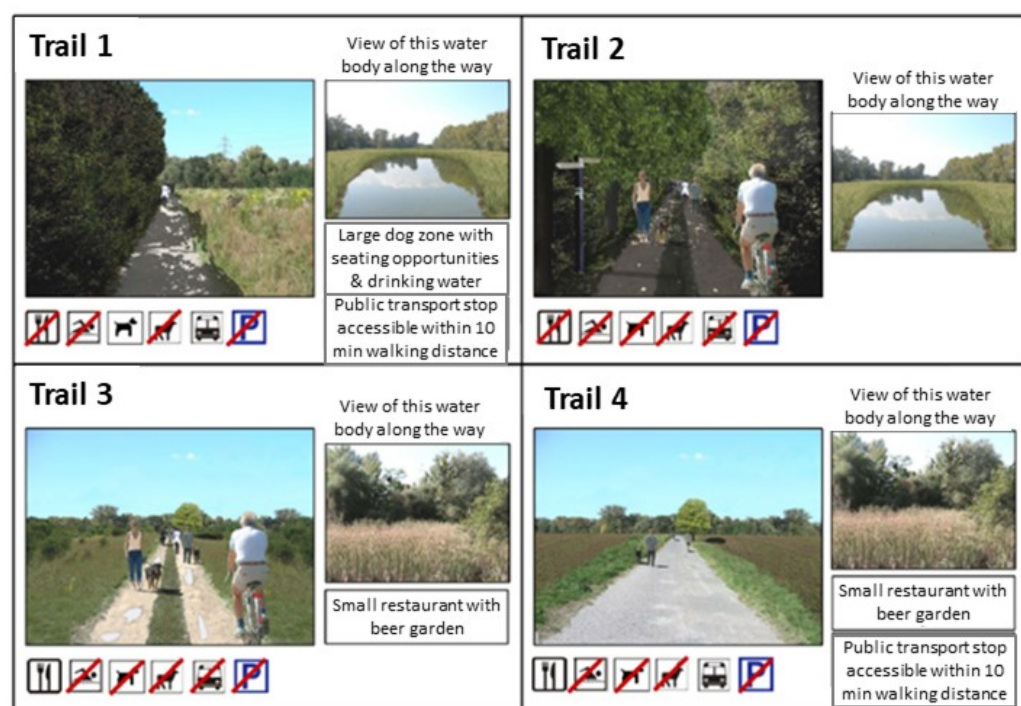 Trail 1
View of this water
body along the way
Large dog zone with
seating opportunities
& drinking water
Public transport stop
accessible within 10
min walking distance
P
Trail 2
View of this water
body along the way
P
Trail 3
View of this water
body along the way
Small restaurant with
beer garden
P
Trail 4
View of this water
body along the way
Small restaurant with
beer garden
Public transport stop
accessible within 10
min walking distance
P